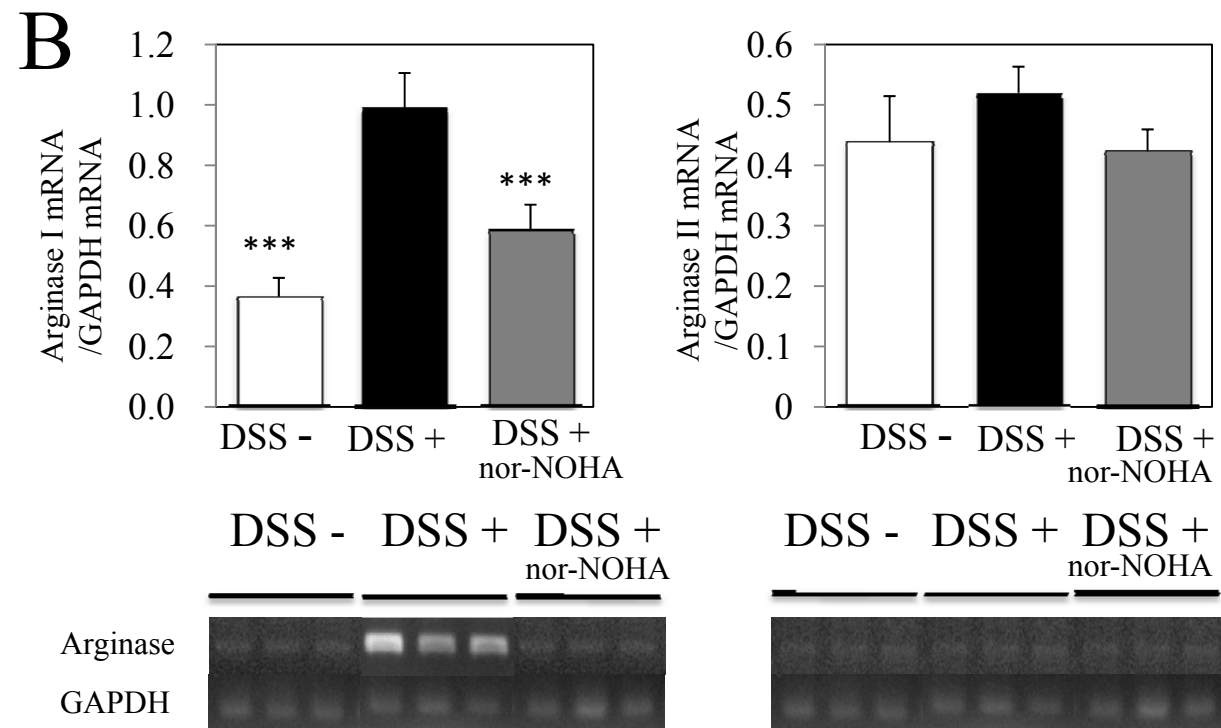 B
Arginase I mRNA
/GAPDH mRNA
1.2
1.0
0.8
0.6
0.4
0.2
0.0
***
***
DSS -
DSS +
DSS +
nor-NOHA
Arginase II mRNA
/GAPDH mRNA
0.6
0.5
0.4
0.3
0.2
0.1
0
DSS -
DSS +
DSS +
nor-NOHA
DSS - DSS + DSS +
nor-NOHA
DSS - DSS + DSS +
nor-NOHA
Arginase
GAPDH